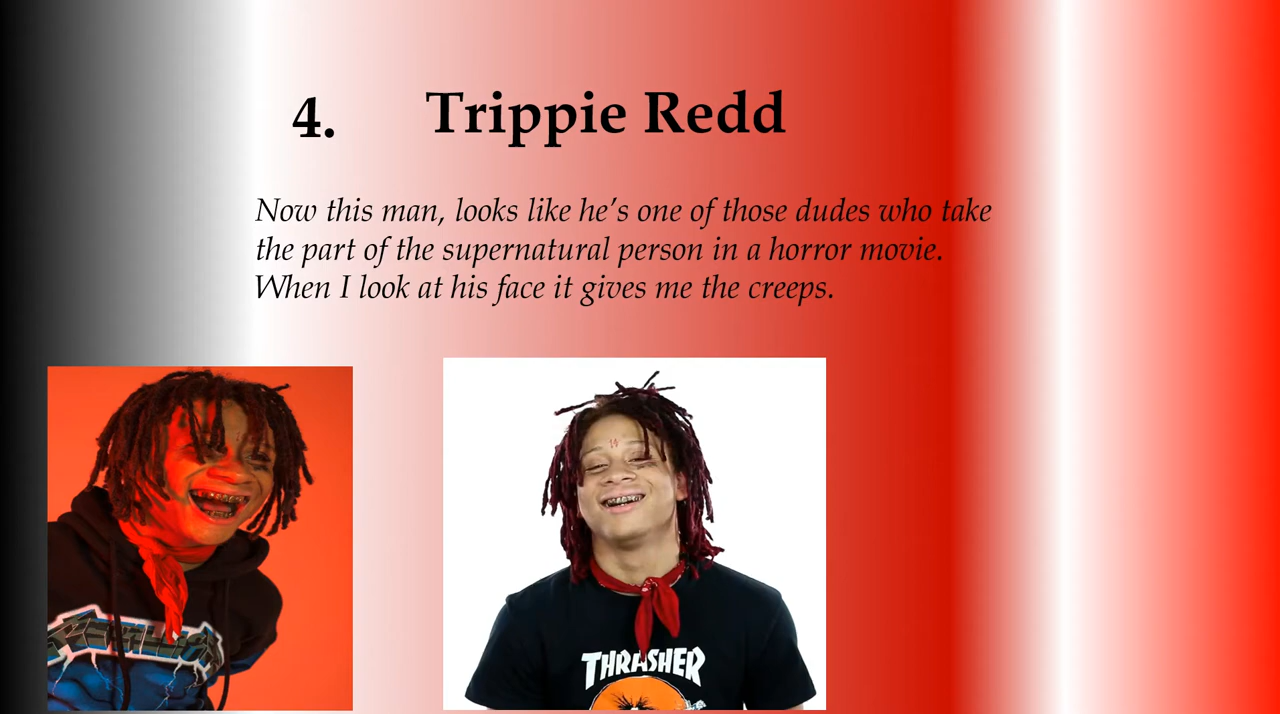 4. Trippie Redd
Now this man, looks like he’s one of those dudes who take
the part of the supernatural person in a horror movie.
When I look at his face it gives me the creeps.
THRASHER